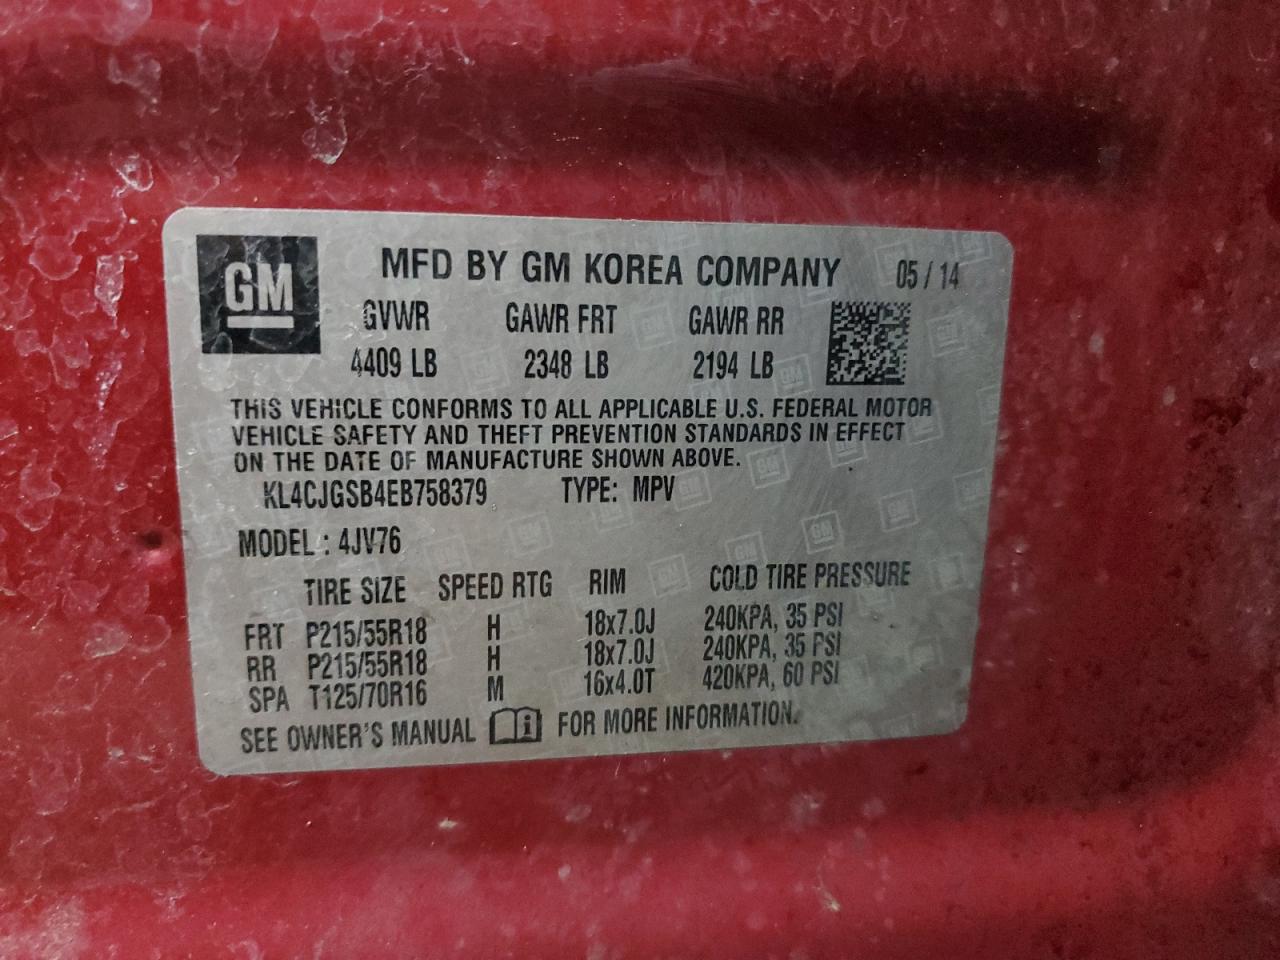 GM MFD BY GM KOREA COMPANY 05 / 14
GVWR GAWR FRT GAWR RR
4409 LB 2348 LB 2194 LB
THIS VEHICLE CONFORMS TO ALL APPLICABLE U.S. FEDERAL MOTOR
VEHICLE SAFETY AND THEFT PREVENTION STANDARDS IN EFFECT
ON THE DATE OF MANUFACTURE SHOWN ABOVE.
KL4CJGSB4EB758379 TYPE: MPV
MODEL : 4JV76
TIRE SIZE SPEED RTG RIM COLD TIRE PRESSURE
FRT P215/55R18 H 18x7.0J 240KPA, 35 PSI
RR P215/55R18 H 18x7.0J 240KPA, 35 PSI
SPA T125/70R16 M 16x4.0T 420KPA, 60 PSI
SEE OWNER'S MANUAL i FOR MORE INFORMATION.